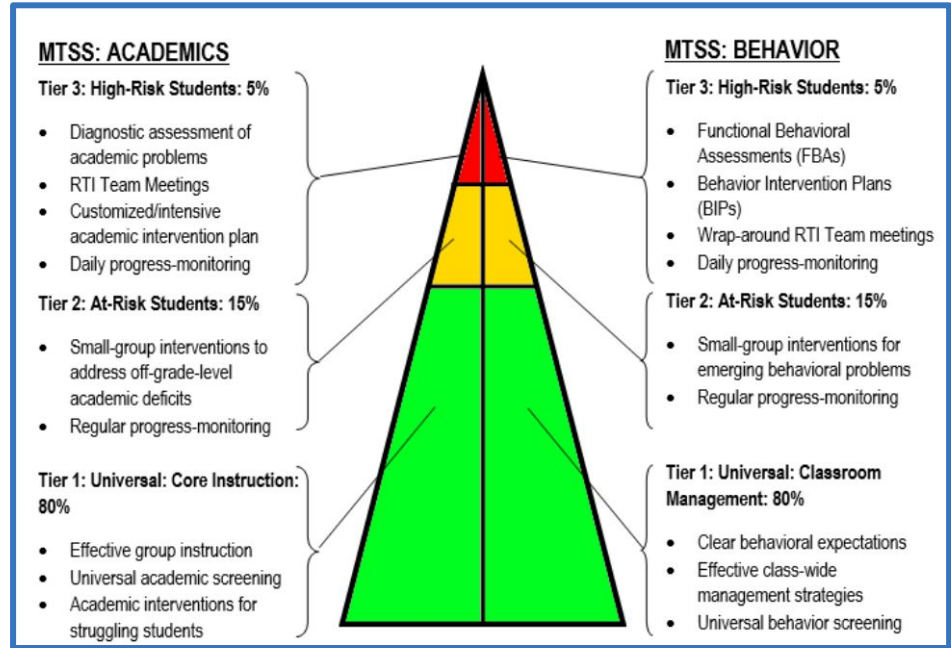 MTSS: ACADEMICS
Tier 3: High-Risk Students: 5%
• Diagnostic assessment of
academic problems
• RTI Team Meetings
• Customized/intensive
academic intervention plan
• Daily progress-monitoring
Tier 2: At-Risk Students: 15%
• Small-group interventions to
address off-grade-level
academic deficits
• Regular progress-monitoring
Tier 1: Universal: Core Instruction:
80%
• Effective group instruction
• Universal academic screening
• Academic interventions for
struggling students
MTSS: BEHAVIOR
Tier 3: High-Risk Students: 5%
• Functional Behavioral
Assessments (FBAs)
• Behavior Intervention Plans
(BIPs)
• Wrap-around RTI Team meetings
• Daily progress-monitoring
Tier 2: At-Risk Students: 15%
• Small-group interventions for
emerging behavioral problems
• Regular progress-monitoring
Tier 1: Universal: Classroom
Management: 80%
• Clear behavioral expectations
• Effective class-wide
management strategies
• Universal behavior screening